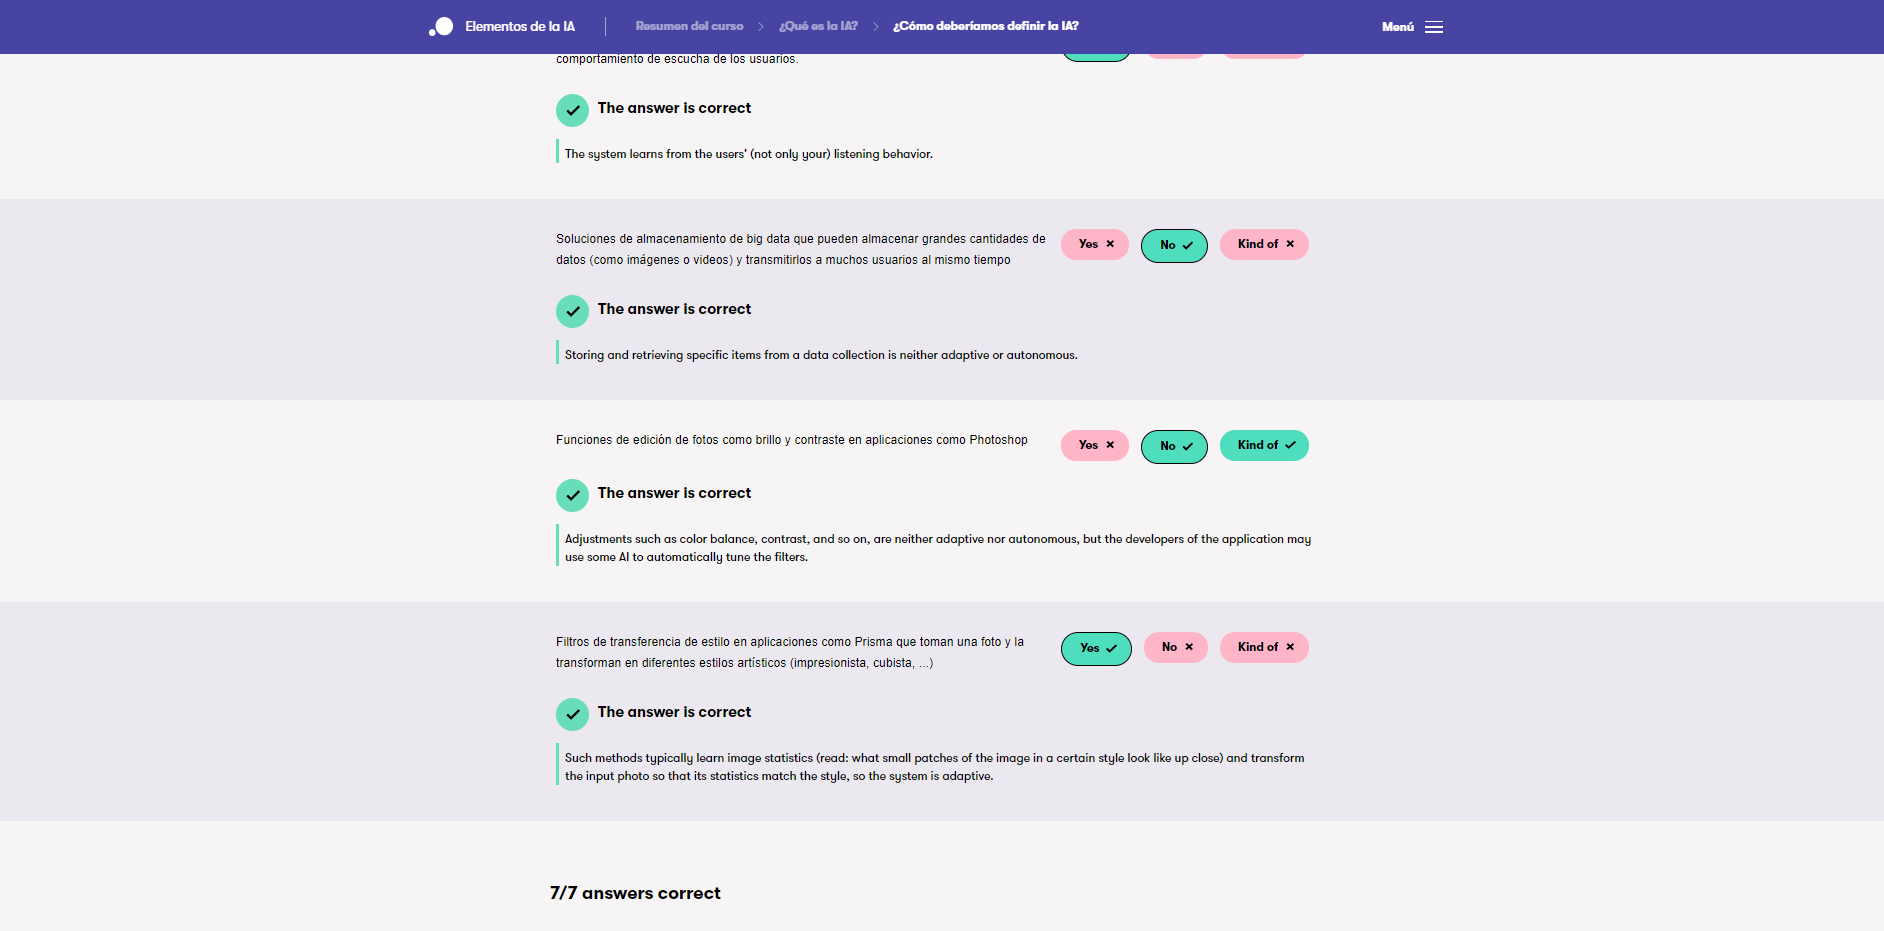 Elementos de la IA
Resumen del curso > ¿Qué es la IA? > ¿Cómo deberíamos definir la IA?
Menú
comportamiento de escucha de los usuarios.
The answer is correct
The system learns from the users' (not only your) listening behavior.
Soluciones de almacenamiento de big data que pueden almacenar grandes cantidades de
datos (como imágenes o videos) y transmitirlos a muchos usuarios al mismo tiempo
Yes
No
Kind of
The answer is correct
Storing and retrieving specific items from a data collection is neither adaptive or autonomous.
Funciones de edición de fotos como brillo y contraste en aplicaciones como Photoshop
Yes
No
Kind of
The answer is correct
Adjustments such as color balance, contrast, and so on, are neither adaptive nor autonomous, but the developers of the application may
use some AI to automatically tune the filters.
Filtros de transferencia de estilo en aplicaciones como Prisma que toman una foto y la
transforman en diferentes estilos artísticos (impresionista, cubista, ...)
Yes
No
Kind of
The answer is correct
Such methods typically learn image statistics (read: what small patches of the image in a certain style look like up close) and transform
the input photo so that its statistics match the style, so the system is adaptive.
7/7 answers correct